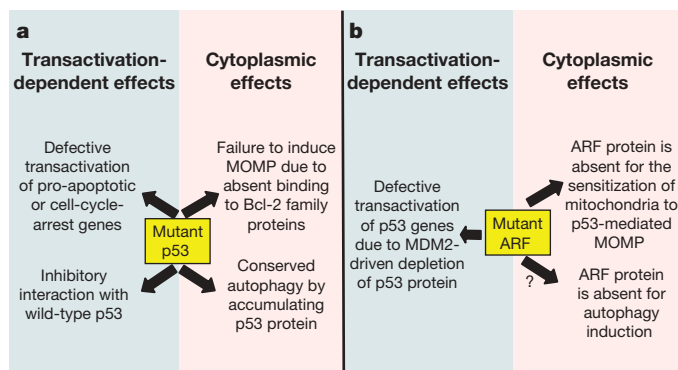 a
Transactivation-
dependent effects
Cytoplasmic
effects
Defective
transactivation
of pro-apoptotic
or cell-cycle-
arrest genes
Failure to induce
MOMP due to
absent binding
to Bcl-2 family
proteins
Mutant
p53
Inhibitory
interaction with
wild-type p53
Conserved
autophagy by
accumulating
p53 protein
b
Transactivation-
dependent effects
Cytoplasmic
effects
Defective
transactivation
of p53 genes
due to MDM2-
driven depletion
of p53 protein
Mutant
ARF
ARF protein is
absent for the
sensitization of
mitochondria to
p53-mediated
MOMP
?
ARF protein
is absent for
autophagy
induction